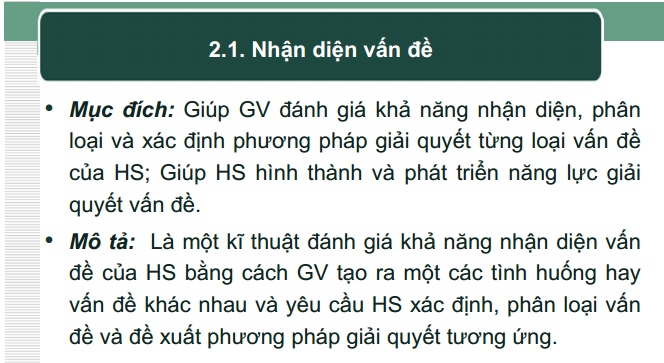 2.1. Nhận diện vấn đề
• Mục đích: Giúp GV đánh giá khả năng nhận diện, phân
loại và xác định phương pháp giải quyết từng loại vấn đề
của HS; Giúp HS hình thành và phát triển năng lực giải
quyết vấn đề.
• Mô tả: Là một kĩ thuật đánh giá khả năng nhận diện vấn
đề của HS bằng cách GV tạo ra một các tình huống hay
vấn đề khác nhau và yêu cầu HS xác định, phân loại vấn
đề và đề xuất phương pháp giải quyết tương ứng.